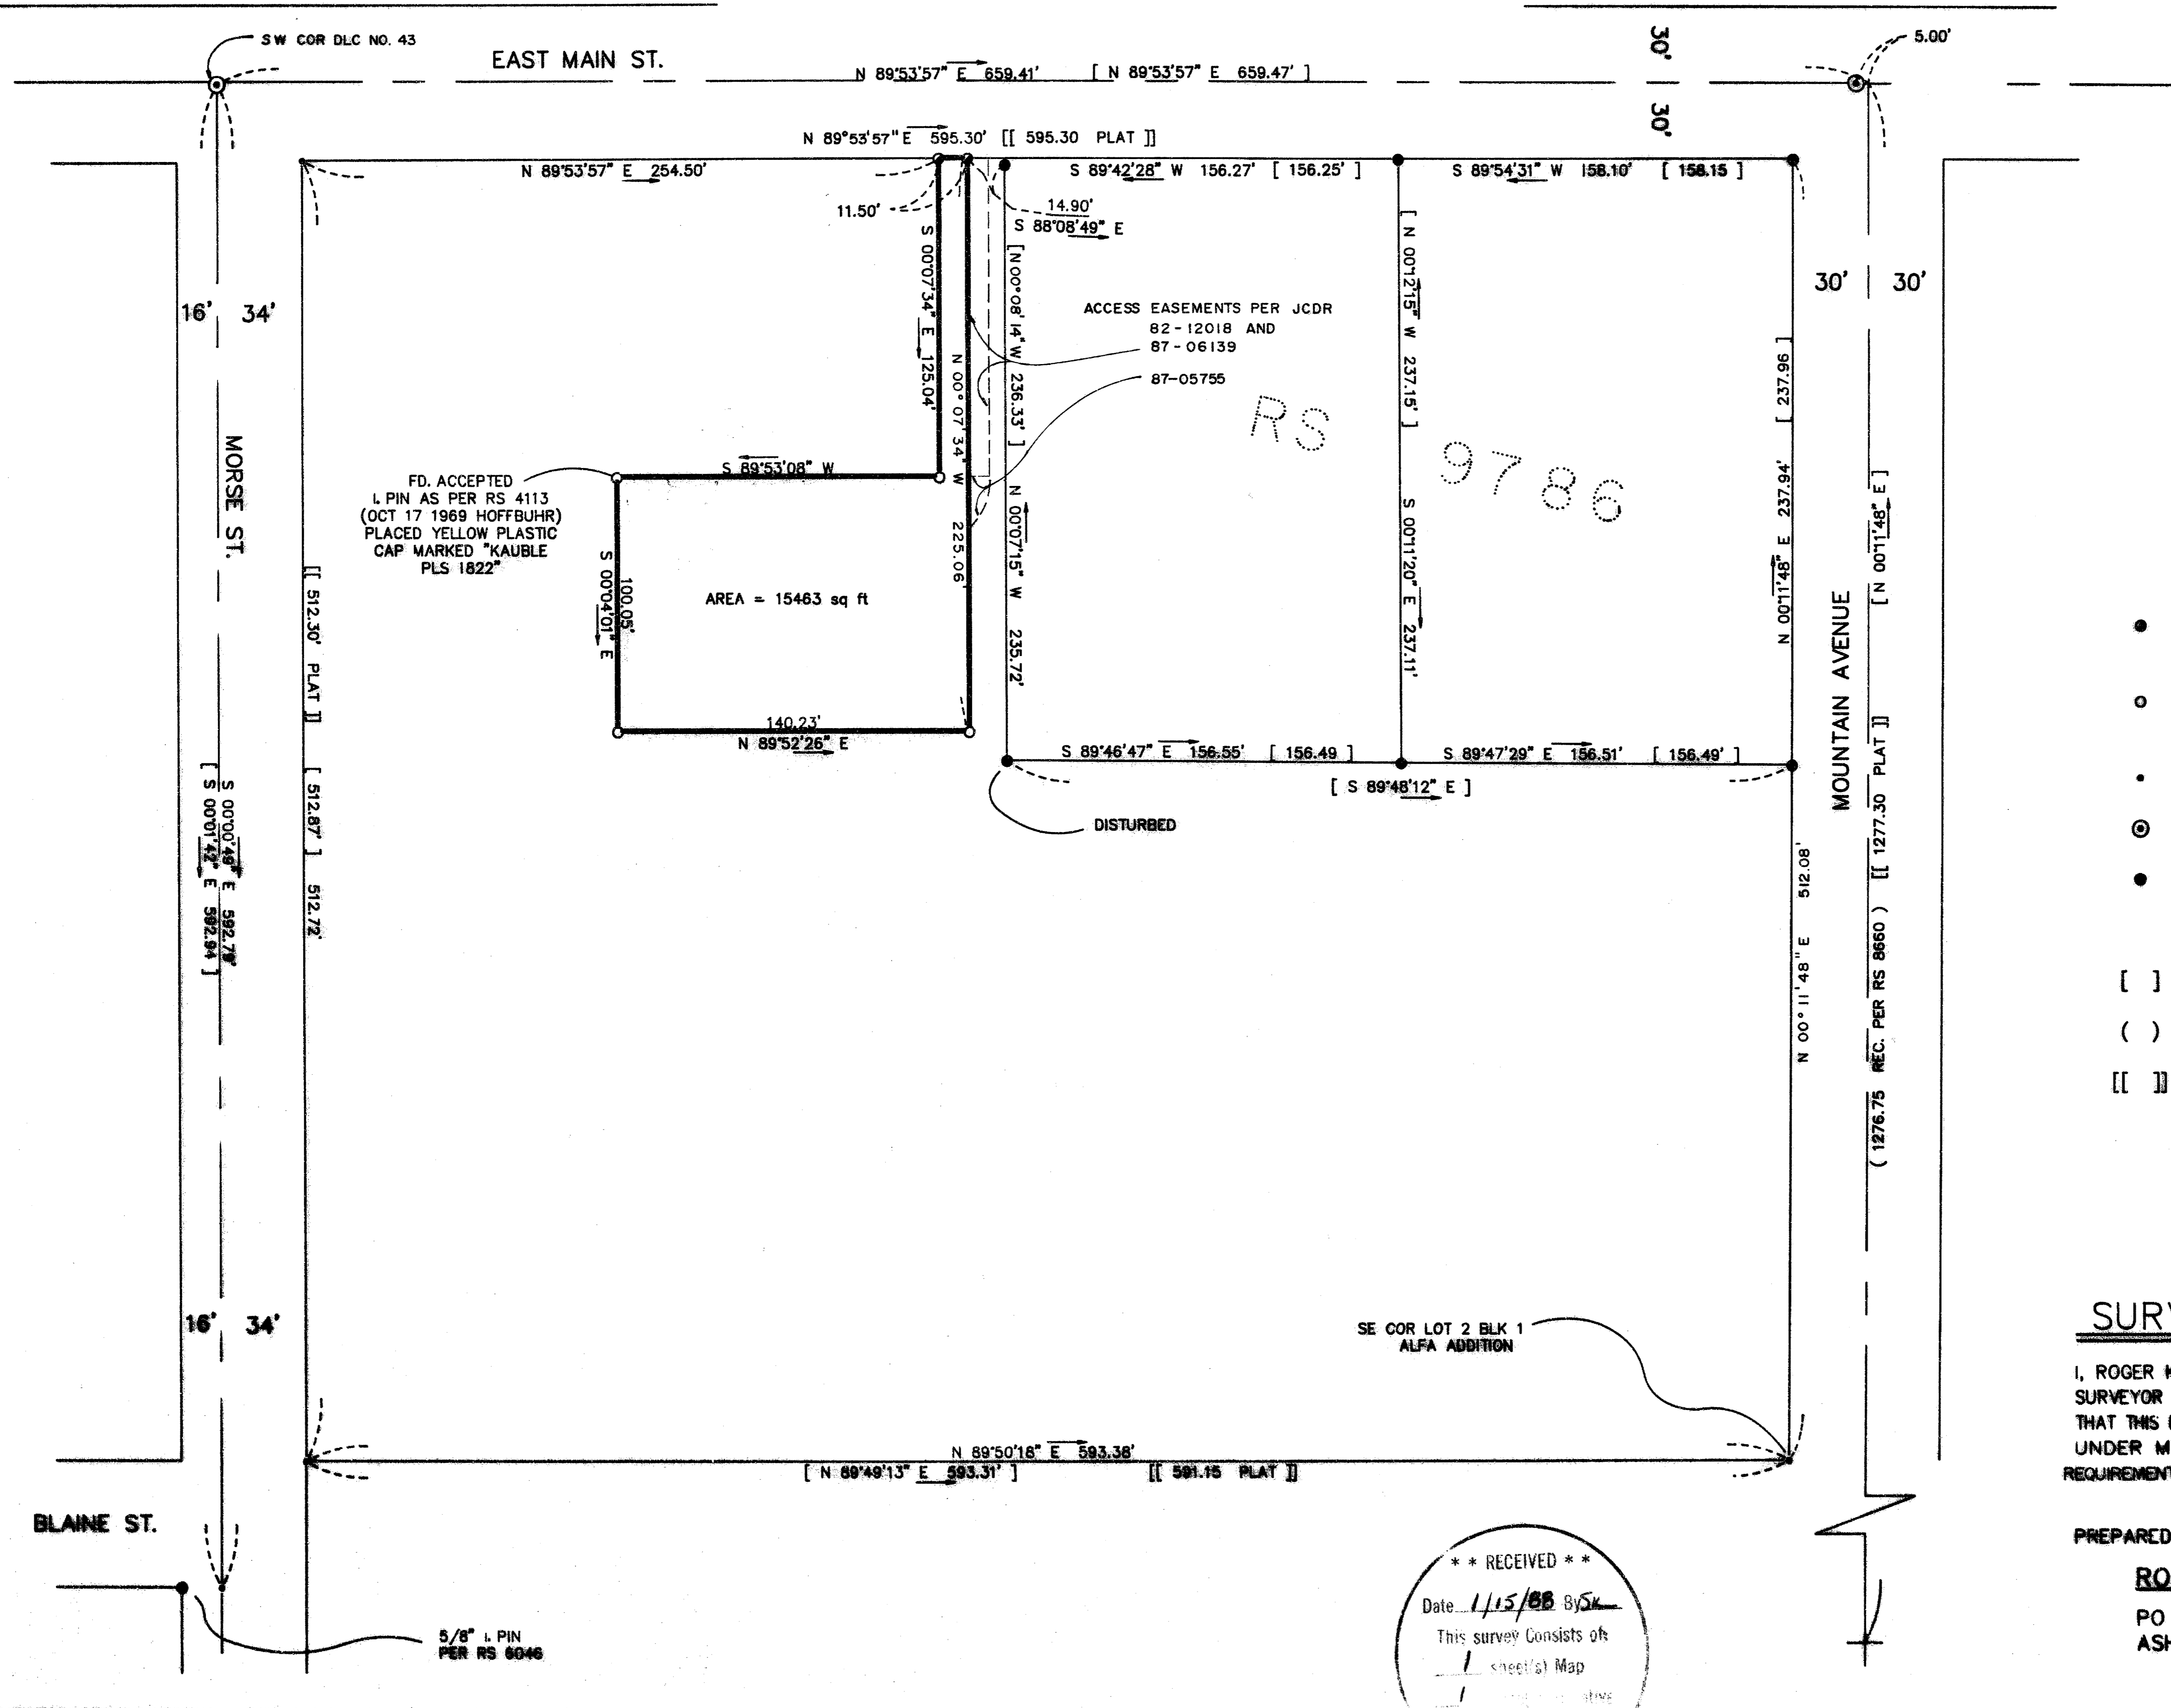 SW COR DLC NO. 43
EAST MAIN ST.
N 89°53'57" E 659.41' [ N 89°53'57" E 659.47' ]
30'
30'
5.00'
N 89°53'57" E 595.30' [[ 595.30 PLAT ]]
N 89°53'57" E 254.50'
S 89°42'28" W 156.27' [ 156.25' ]
S 89°54'31" W 158.10' [ 158.15 ]
11.50'
14.90'
S 88°08'49" E
S 00°07'34" E 125.04'
N 00°07'34" W 225.06'
[N 00°08'14" W 236.33' ]
N 00°07'15" W 235.72'
[ N 00°12'15" W 237.15' ]
S 00°11'20" E 237.11'
[ 237.96 ]
N 00°11'48" E 237.94'
16' 34'
30' 30'
ACCESS EASEMENTS PER JCDR
82-12018 AND
87-06139
87-05755
RS 9786
MORSE ST.
S 89°53'08" W
FD. ACCEPTED
I. PIN AS PER RS 4113
(OCT 17 1969 HOFFBUHR)
PLACED YELLOW PLASTIC
CAP MARKED "KAUBLE
PLS 1822"
S 00°04'01" E
100.05'
AREA = 15463 sq ft
140.23'
N 89°52'26" E
S 89°46'47" E 156.55' [ 156.49 ]
S 89°47'29" E 156.51' [ 156.49' ]
[ S 89°48'12" E ]
DISTURBED
[[ 512.30' PLAT ]]
[ 512.87' ] 512.72'
S 00°00'49" E 592.79'
[ S 00°01'42" E 592.94 ]
MOUNTAIN AVENUE
[ N 00°11'48" E ]
( 1276.75 REC. PER RS 8660 ) [[ 1277.30 PLAT ]]
N 00°11'48" E 512.08'
[ ]
( )
[[ ]]
16' 34'
SE COR LOT 2 BLK 1
ALFA ADDITION
N 89°50'18" E 593.38'
[ N 89°49'13" E 593.31' ] [[ 591.15 PLAT ]]
BLAINE ST.
5/8" I. PIN
PER RS 6046
* * RECEIVED * *
Date 1/15/88 By SK
This survey Consists of:
1 sheet(s) Map
1
SUR
I, ROGER
SURVEYOR
THAT THIS
UNDER M
REQUIREMENT
PREPARED
RO
PO
ASH